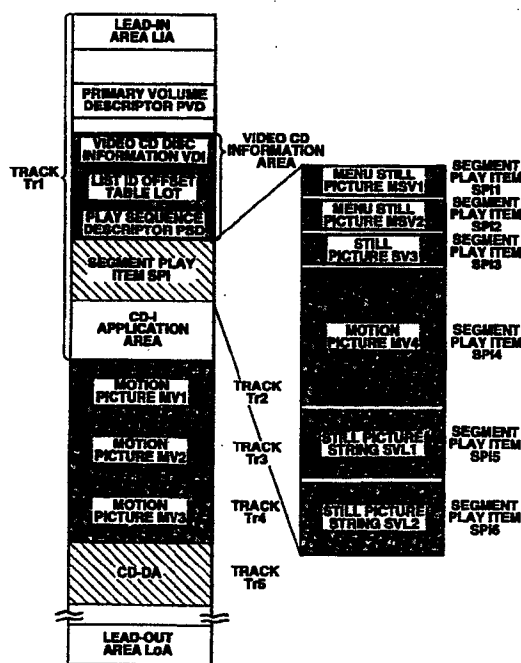 LEAD-IN
AREA LIA
PRIMARY VOLUME
DESCRIPTOR PVD
VIDEO CD DISC
INFORMATION VDI
LIST ID OFFSET
TABLE LOT
PLAY SEQUENCE
DESCRIPTOR PSD
SEGMENT PLAY
ITEM SPI
CD-I
APPLICATION
AREA
MOTION
PICTURE MV1
MOTION
PICTURE MV2
MOTION
PICTURE MV3
CD-DA
LEAD-OUT
AREA LoA
TRACK
Tr1
VIDEO CD
INFORMATION
AREA
TRACK
Tr2
TRACK
Tr3
TRACK
Tr4
TRACK
Tr5
MENU STILL
PICTURE MSV1
MENU STILL
PICTURE MSV2
STILL
PICTURE SV3
MOTION
PICTURE MV4
STILL PICTURE
STRING SVL1
STILL PICTURE
STRING SVL2
SEGMENT
PLAY ITEM
SPI1
SEGMENT
PLAY ITEM
SPI2
SEGMENT
PLAY ITEM
SPI3
SEGMENT
PLAY ITEM
SPI4
SEGMENT
PLAY ITEM
SPI5
SEGMENT
PLAY ITEM
SPI6